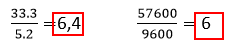 33.3/5.2 = 6,4    57600/9600 = 6